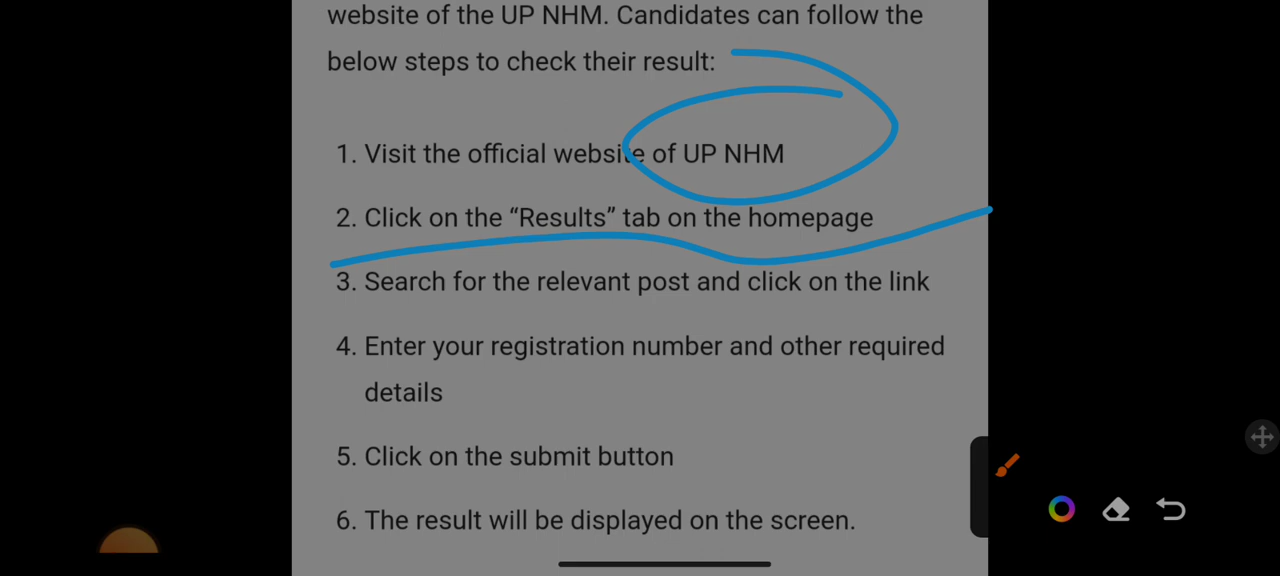 website of the UP NHM. Candidates can follow the
below steps to check their result:
1. Visit the official website of UP NHM
2. Click on the “Results” tab on the homepage
3. Search for the relevant post and click on the link
4. Enter your registration number and other required
details
5. Click on the submit button
6. The result will be displayed on the screen.